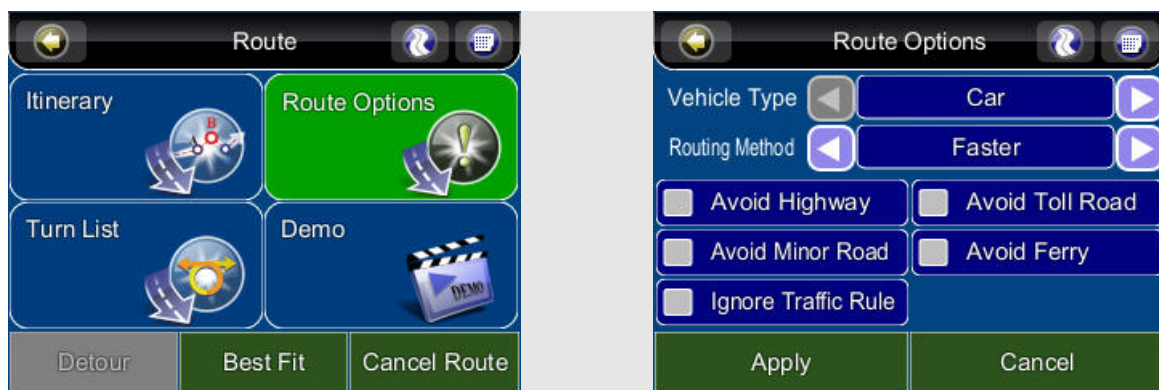 Route
Itinerary
Route Options
B
Turn List
Demo
DEMO
Detour
Best Fit
Cancel Route
Route Options
Vehicle Type
Car
Routing Method
Faster
Avoid Highway
Avoid Toll Road
Avoid Minor Road
Avoid Ferry
Ignore Traffic Rule
Apply
Cancel